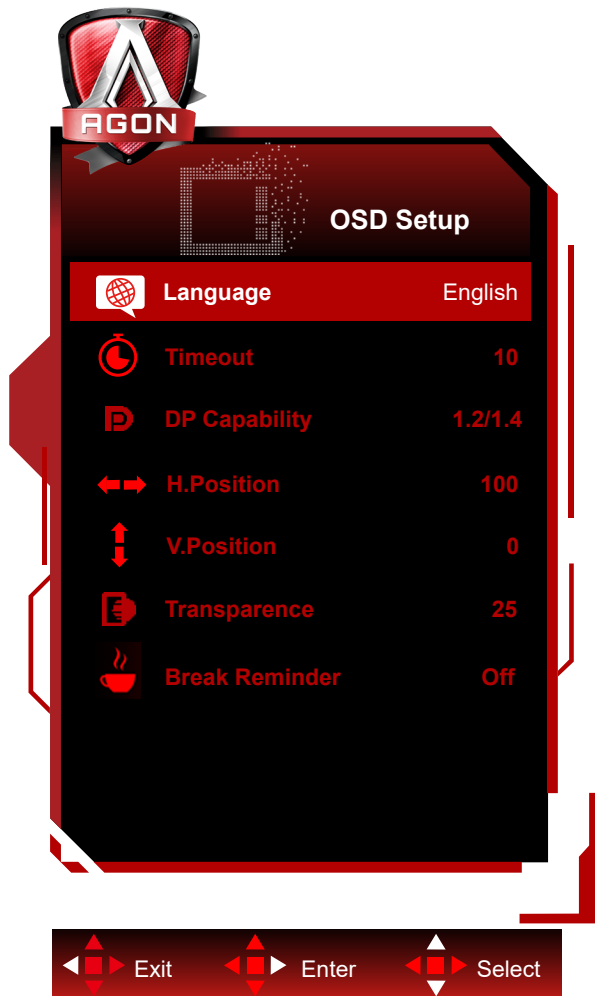 AGON
OSD Setup
Language English
Timeout 10
DP Capability 1.2/1.4
H.Position 100
V.Position 0
Transparence 25
Break Reminder Off
Exit Enter Select